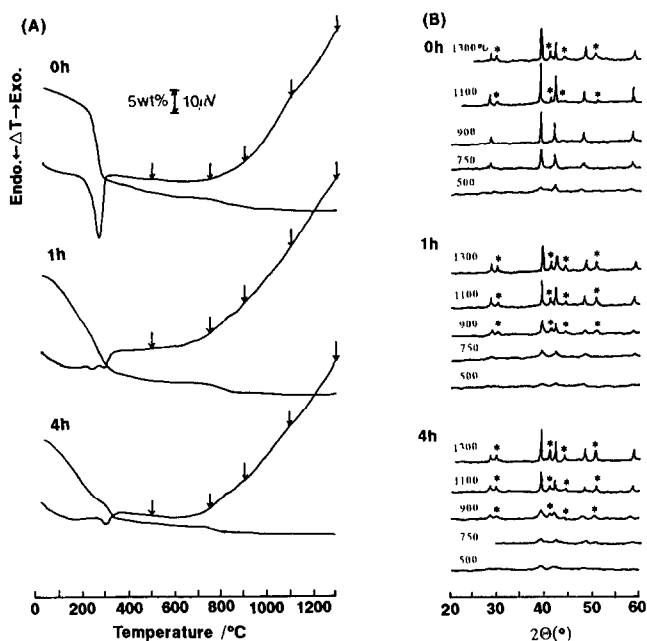 (A)
0h
5wt% 10μV
Endo.←ΔT→Exo.
1h
4h
0 200 400 600 800 1000 1200
Temperature /°C
(B)
0h
1300
* * * *
1100
* * * *
900
750
500
1h
1300
* * * *
1100
* * * *
900
* * * *
750
500
4h
1300
* * * *
1100
* * * *
900
* * * *
750
500
20 30 40 50 60
2Θ(°)